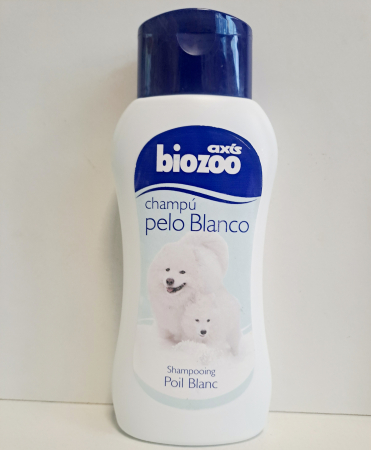 axis
biozoo
champú
pelo Blanco
Shampooing
Poil Blanc